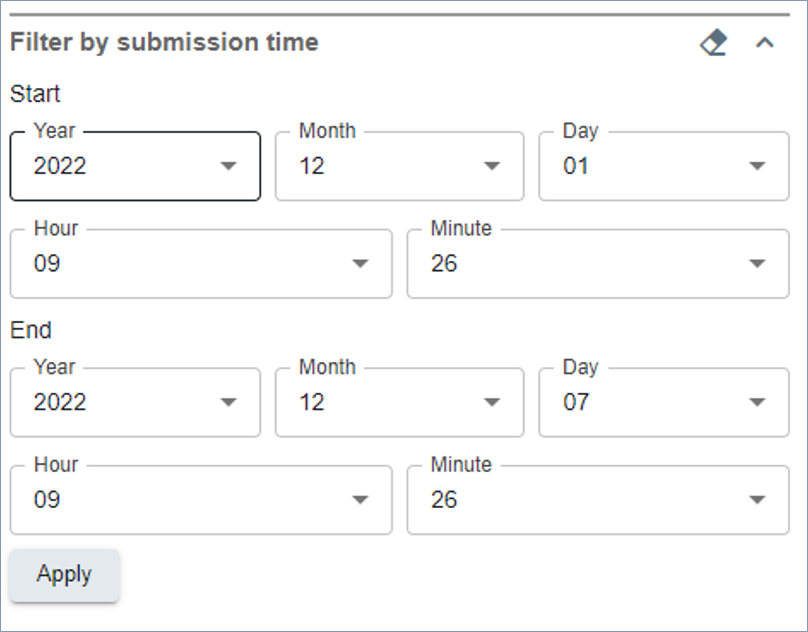 Filter by submission time
Start
Year Month Day
2022 12 01
Hour Minute
09 26
End
Year Month Day
2022 12 07
Hour Minute
09 26
Apply